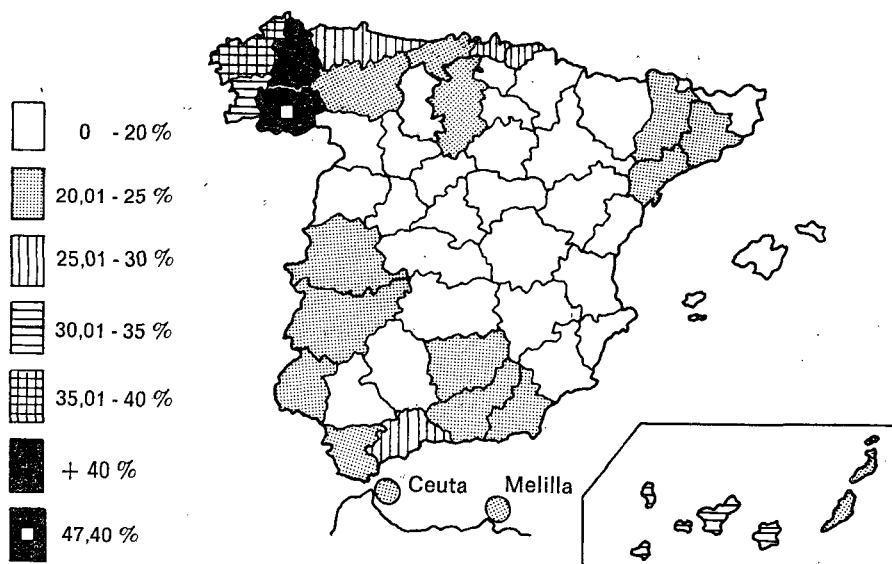 0 - 20 %
20,01 - 25 %
25,01 - 30 %
30,01 - 35 %
35,01 - 40 %
+ 40 %
47,40 %
Ceuta
Melilla